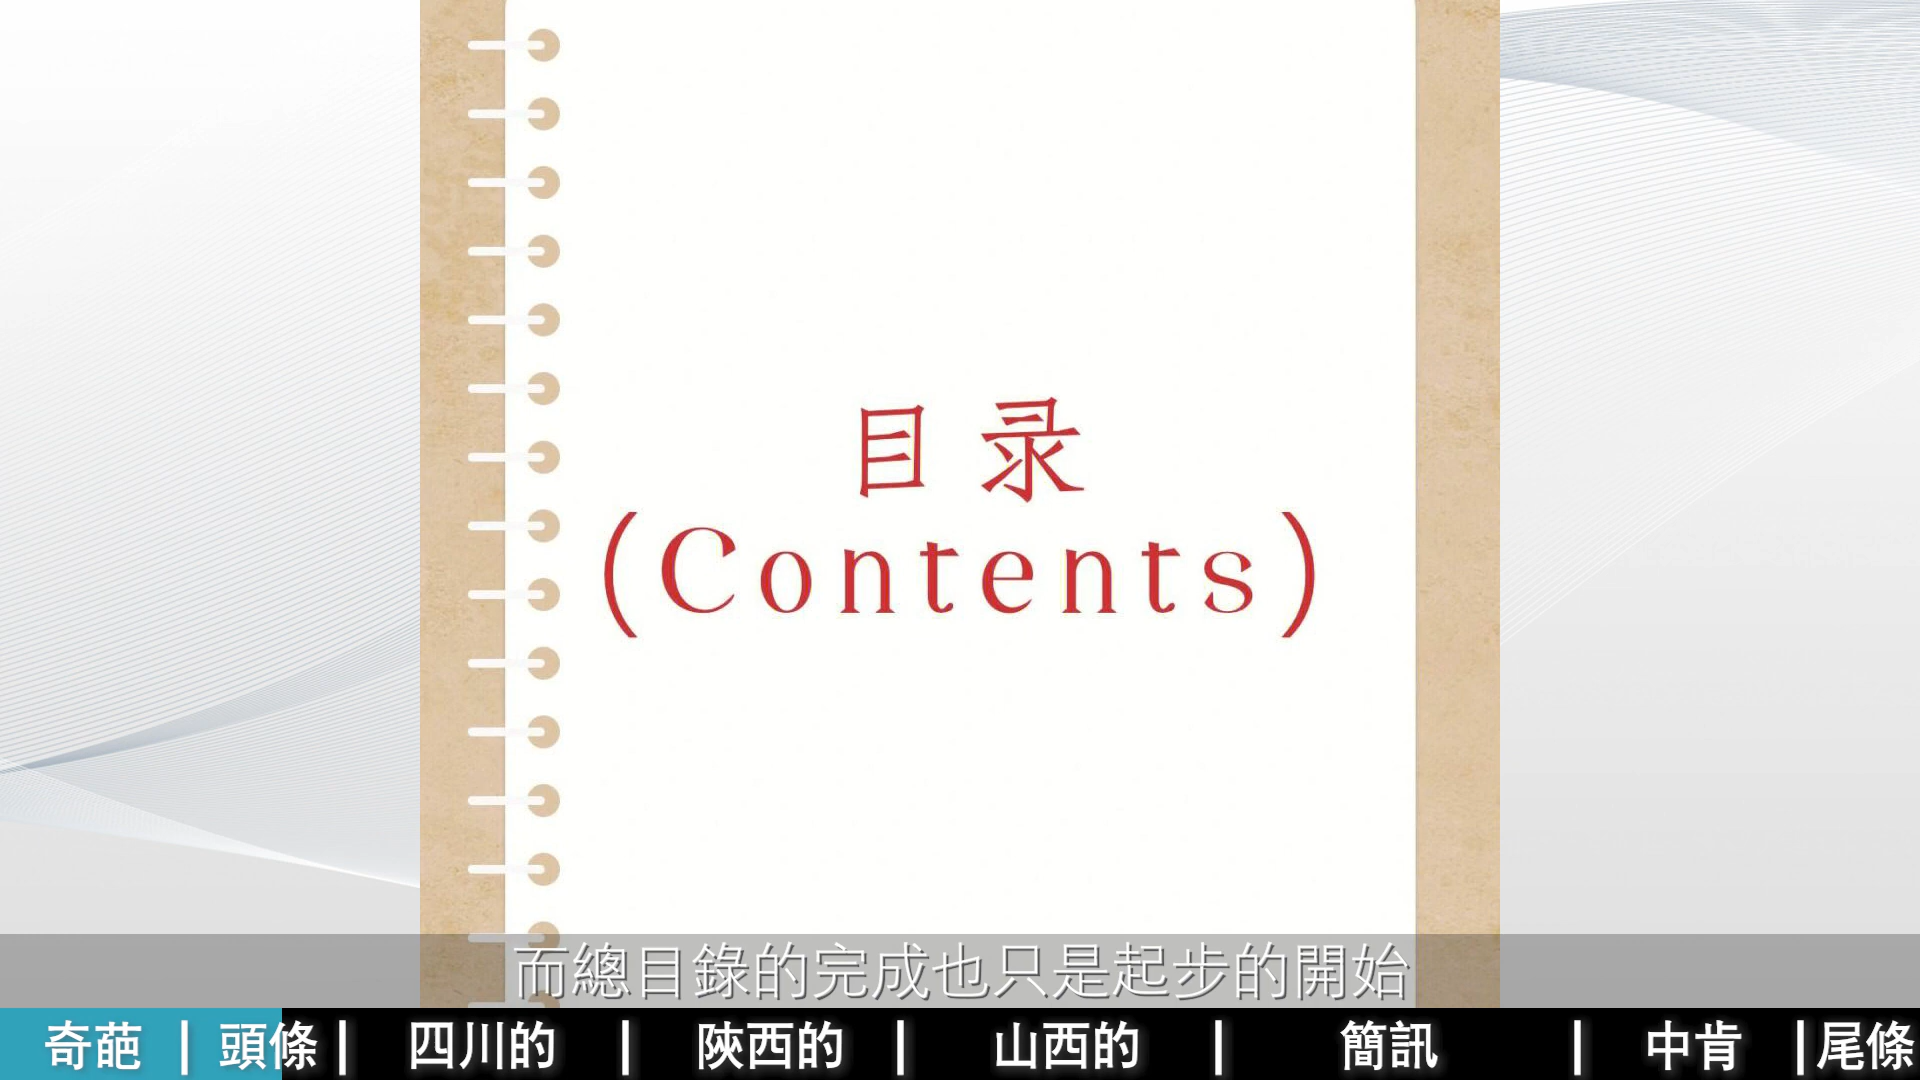 目录
(Contents)
而總目錄的完成也只是起步的開始
奇葩 | 頭條 | 四川的 | 陝西的 | 山西的 | 簡訊 | 中肯 | 尾條